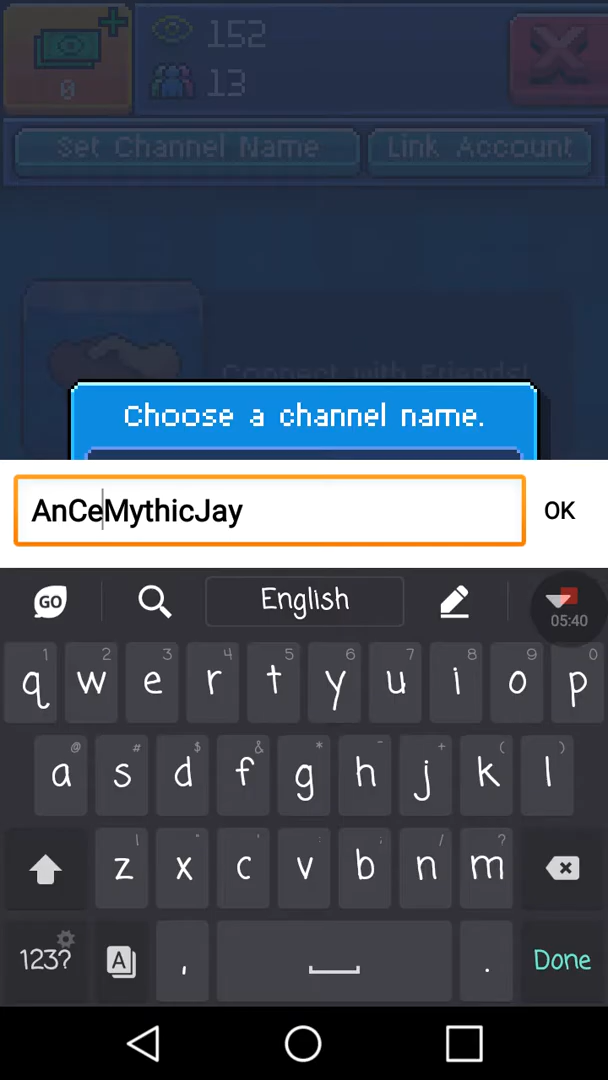 152
0
13
Set Channel Name
Link Account
Connect with Friends!
Choose a channel name.
AnCeMythicJay
OK
GO
English
05:40
1 2 3 4 5 6 7 8 9 0
q w e r t y u i o p
@ # $ & * - + ( )
a s d f g h j k l
! " ' : ; / ?
z x c v b n m
123? A , . Done